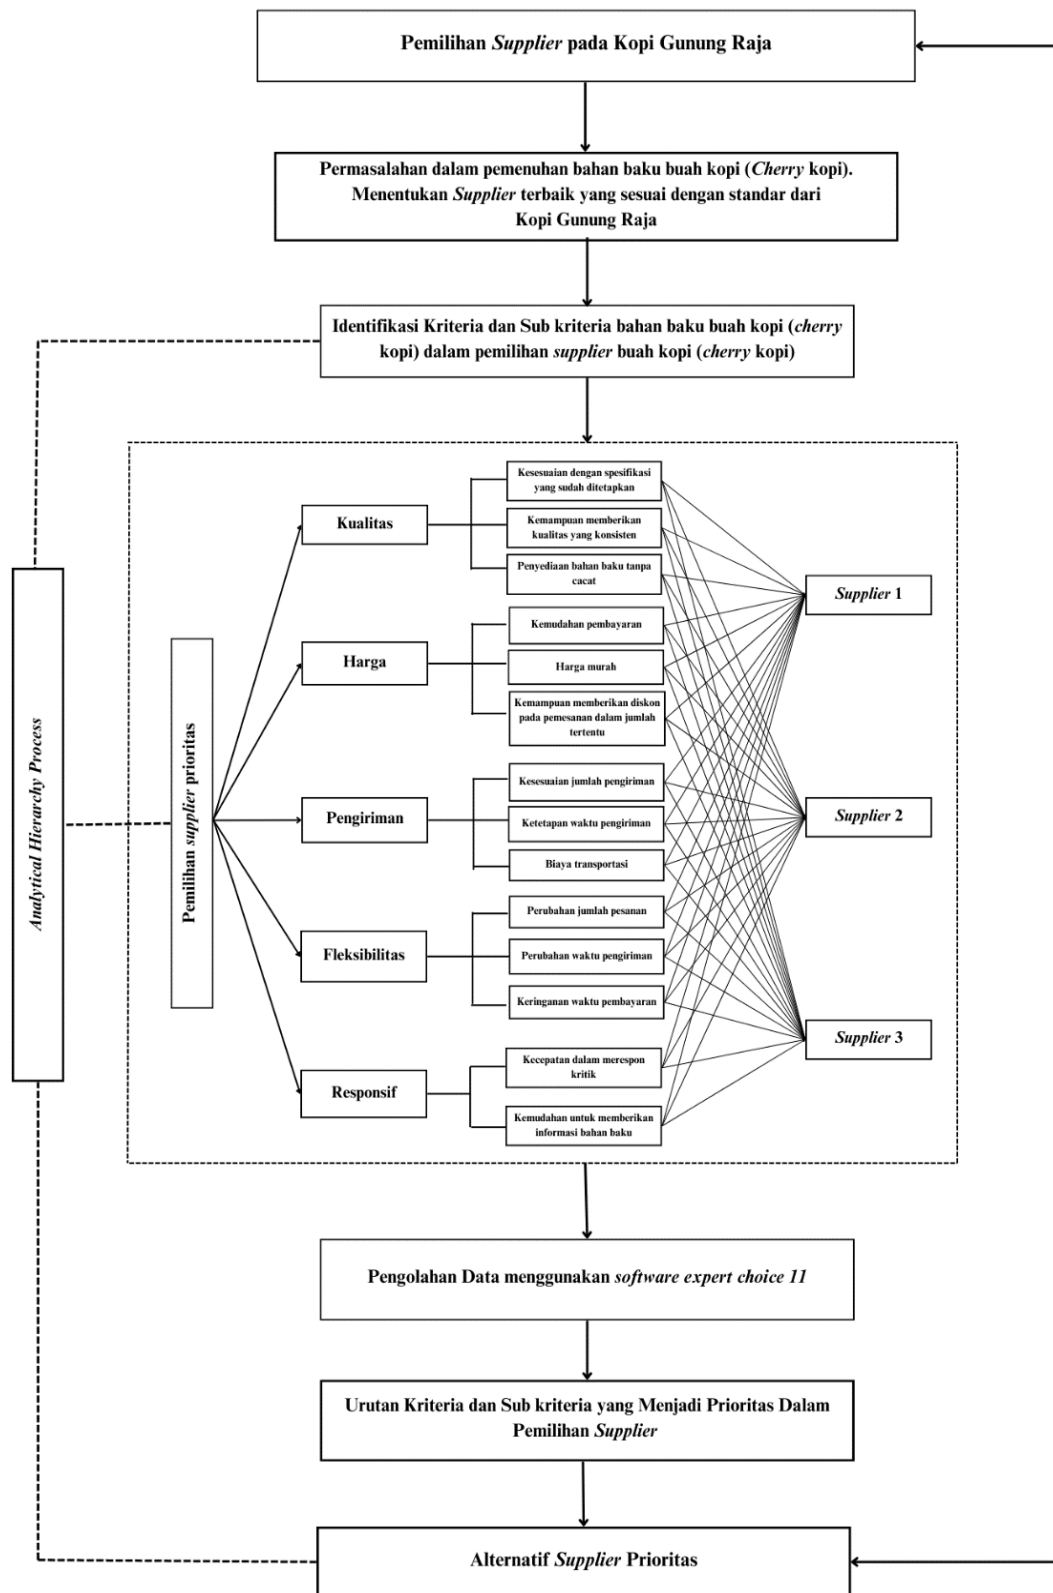 Pemilihan Supplier pada Kopi Gunung Raja
Permasalahan dalam pemenuhan bahan baku buah kopi (Cherry kopi).
Menentukan Supplier terbaik yang sesuai dengan standar dari
Kopi Gunung Raja
Identifikasi Kriteria dan Sub kriteria bahan baku buah kopi (cherry
kopi) dalam pemilihan supplier buah kopi (cherry kopi)
Analytical Hierarchy Process
Pemilihan supplier prioritas
Kualitas
Kesesuaian dengan spesifikasi
yang sudah ditetapkan
Kemampuan memberikan
kualitas yang konsisten
Penyediaan bahan baku tanpa
cacat
Harga
Kemudahan pembayaran
Harga murah
Kemampuan memberikan diskon
pada pemesanan dalam jumlah
tertentu
Pengiriman
Kesesuaian jumlah pengiriman
Ketetapan waktu pengiriman
Biaya transportasi
Fleksibilitas
Perubahan jumlah pesanan
Perubahan waktu pengiriman
Keringanan waktu pembayaran
Responsif
Kecepatan dalam merespon
kritik
Kemudahan untuk memberikan
informasi bahan baku
Supplier 1
Supplier 2
Supplier 3
Pengolahan Data menggunakan software expert choice 11
Urutan Kriteria dan Sub kriteria yang Menjadi Prioritas Dalam
Pemilihan Supplier
Alternatif Supplier Prioritas